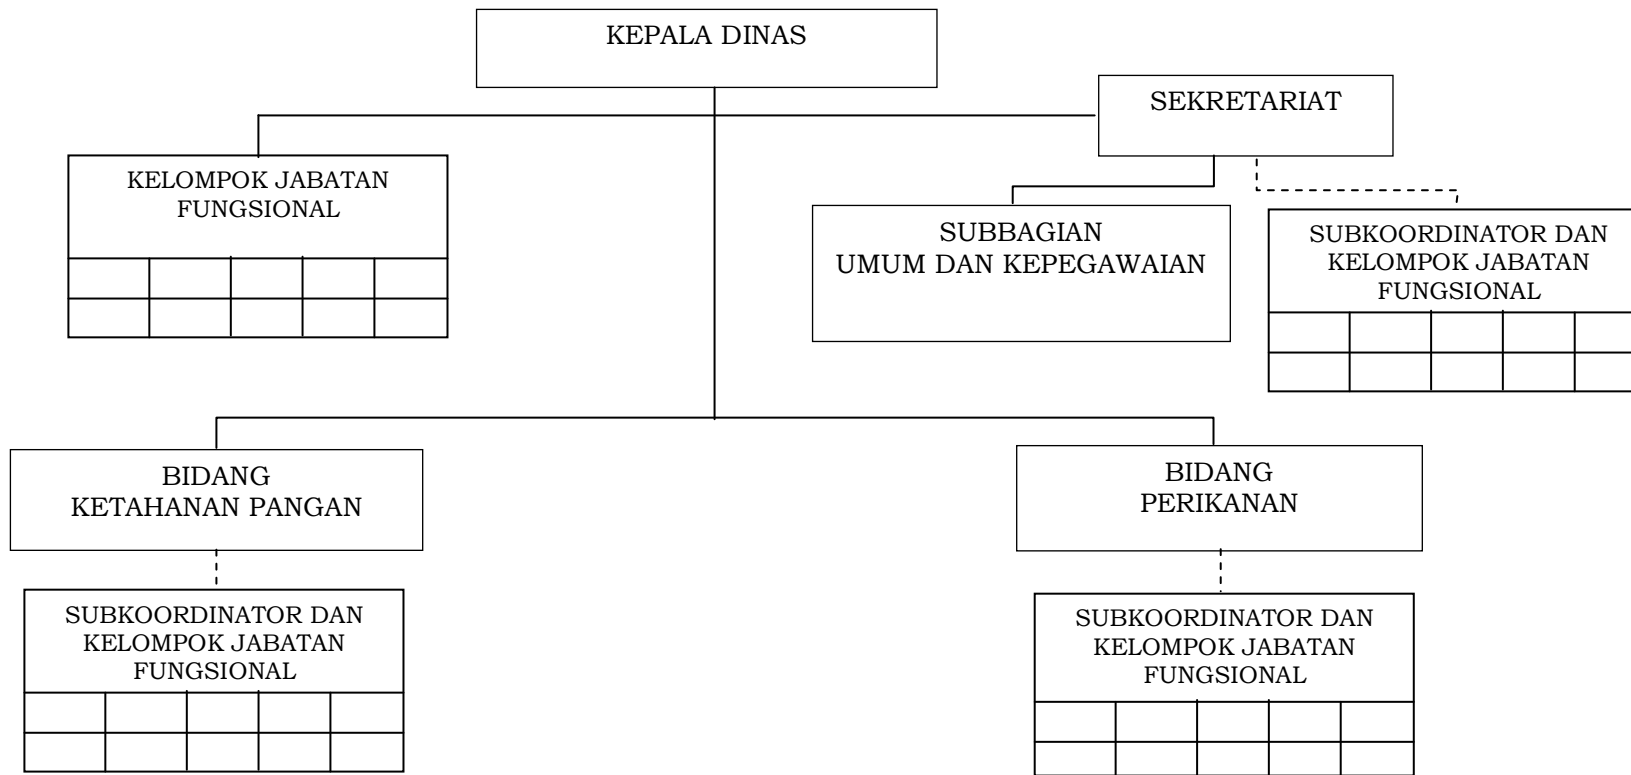 KEPALA DINAS
SEKRETARIAT
KELOMPOK JABATAN
FUNGSIONAL
SUBBAGIAN
UMUM DAN KEPEGAWAIAN
SUBKOORDINATOR DAN
KELOMPOK JABATAN
FUNGSIONAL
BIDANG
KETAHANAN PANGAN
BIDANG
PERIKANAN
SUBKOORDINATOR DAN
KELOMPOK JABATAN
FUNGSIONAL
SUBKOORDINATOR DAN
KELOMPOK JABATAN
FUNGSIONAL